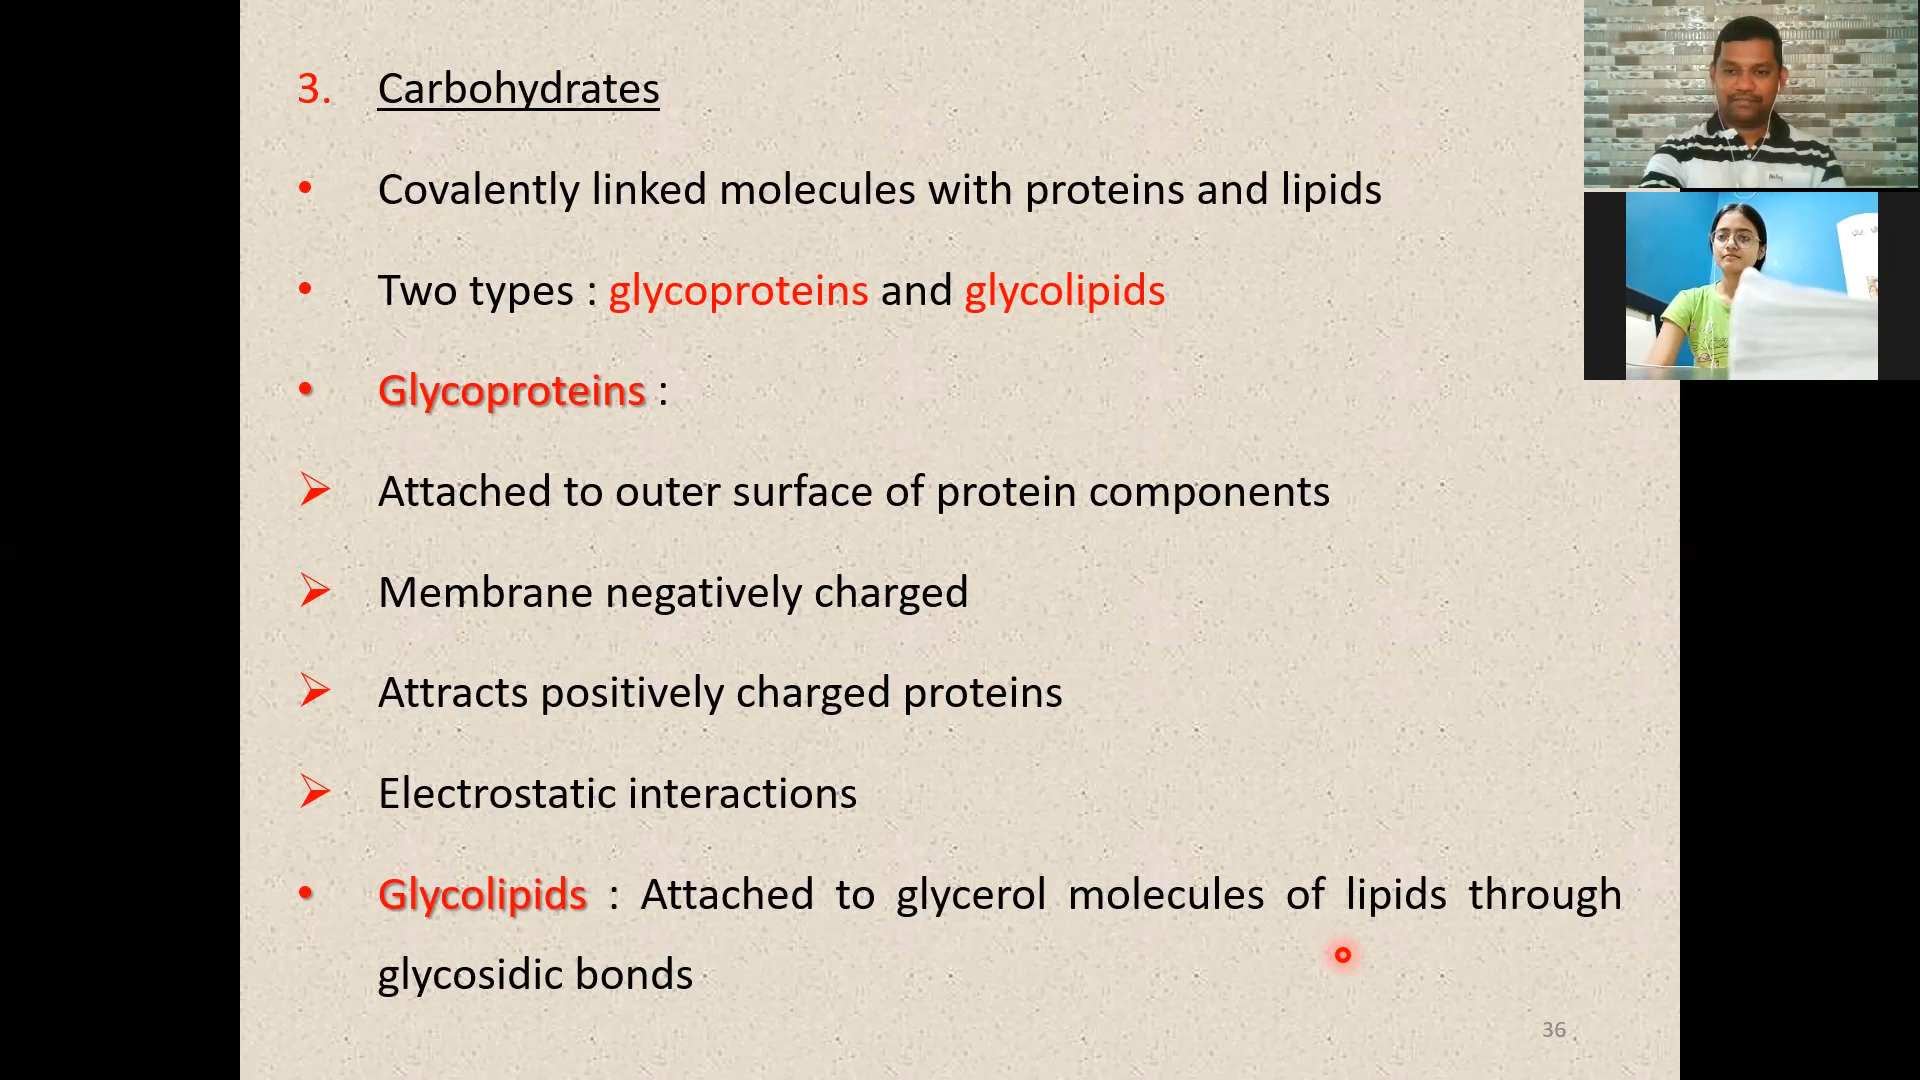 3. Carbohydrates
• Covalently linked molecules with proteins and lipids
• Two types : glycoproteins and glycolipids
• Glycoproteins :
➢ Attached to outer surface of protein components
➢ Membrane negatively charged
➢ Attracts positively charged proteins
➢ Electrostatic interactions
• Glycolipids : Attached to glycerol molecules of lipids through
glycosidic bonds
36